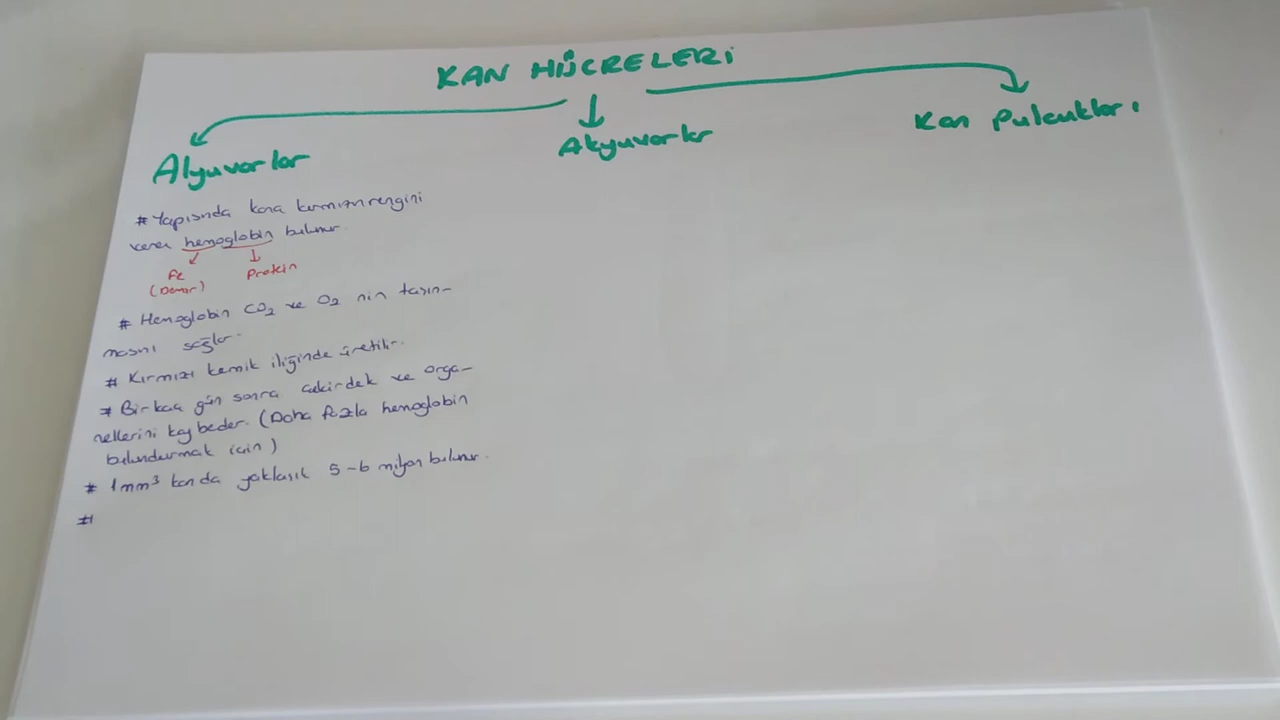 KAN HÜCRELERİ
Alyuvarlar
Akyuvarlar
Kan Pulcukları
# Yapısında kana kırmızı rengini
veren hemoglobin bulunur.
Fe
(Demir)
Protein
# Hemoglobin CO2 ve O2 nin taşın-
masını sağlar.
# Kırmızı kemik iliğinde üretilir.
# Birkaç gün sonra çekirdek ve orga-
nellerini kaybeder. (Daha fazla hemoglobin
bulundurmak için)
# 1mm³ kanda yaklaşık 5-6 milyon bulunur.
#